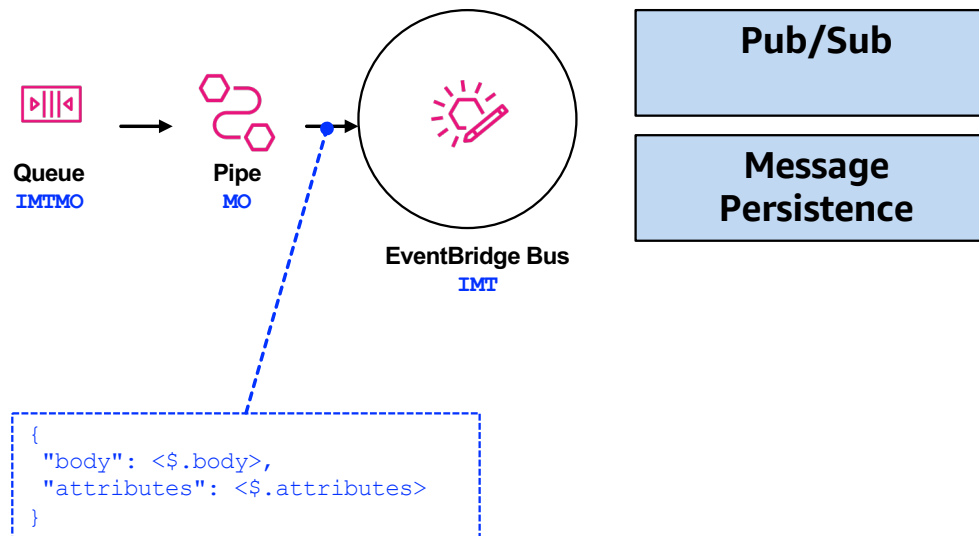 Pub/Sub
Message
Persistence
Queue
IMTMO
Pipe
MO
EventBridge Bus
IMT
{
"body": <$.body>,
"attributes": <$.attributes>
}